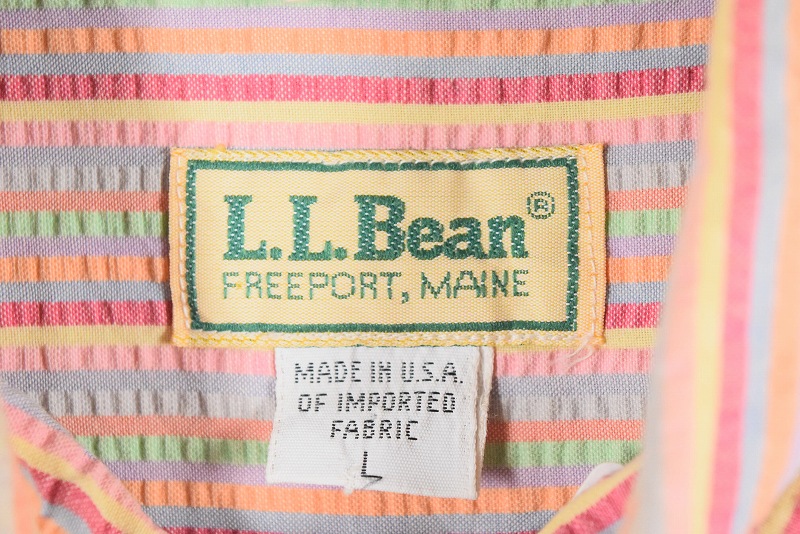 L.L.Bean®
FREEPORT, MAINE
MADE IN U.S.A.
OF IMPORTED
FABRIC
L